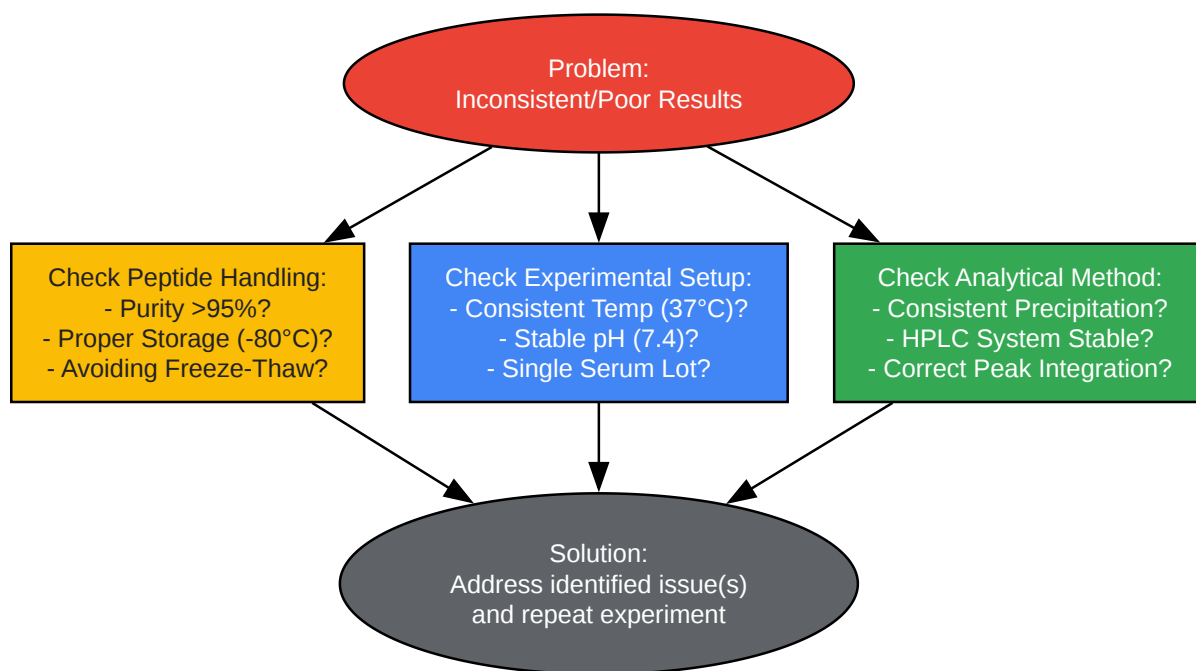 Problem:
Inconsistent/Poor Results
Check Peptide Handling:
- Purity >95%?
- Proper Storage (-80°C)?
- Avoiding Freeze-Thaw?
Check Experimental Setup:
- Consistent Temp (37°C)?
- Stable pH (7.4)?
- Single Serum Lot?
Check Analytical Method:
- Consistent Precipitation?
- HPLC System Stable?
- Correct Peak Integration?
Solution:
Address identified issue(s)
and repeat experiment